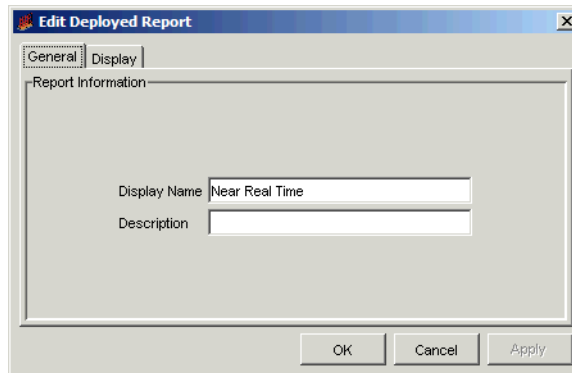 Edit Deployed Report
General Display
Report Information
Display Name Near Real Time
Description
OK Cancel Apply